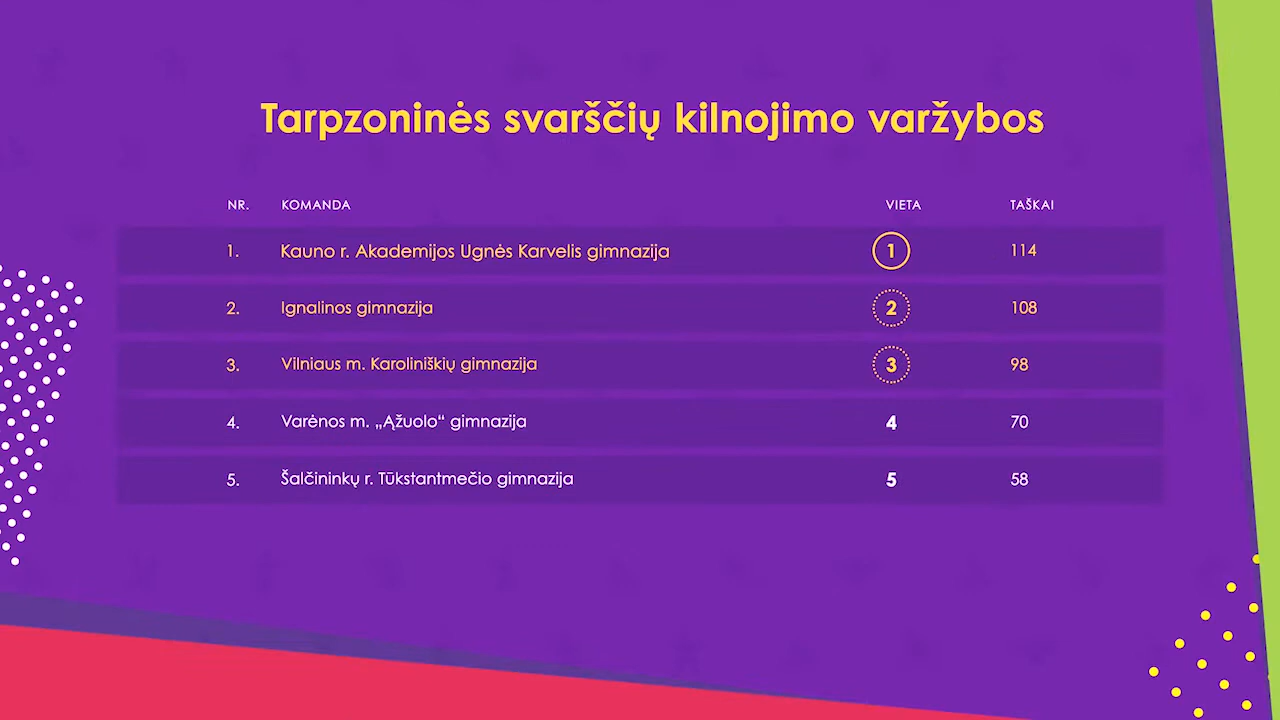 Tarpzoninės svarščių kilnojimo varžybos
NR. KOMANDA VIETA TAŠKAI
1. Kauno r. Akademijos Ugnės Karvelis gimnazija 1 114
2. Ignalinos gimnazija 2 108
3. Vilniaus m. Karoliniškių gimnazija 3 98
4. Varėnos m. „Ąžuolo“ gimnazija 4 70
5. Šalčininkų r. Tūkstantmečio gimnazija 5 58